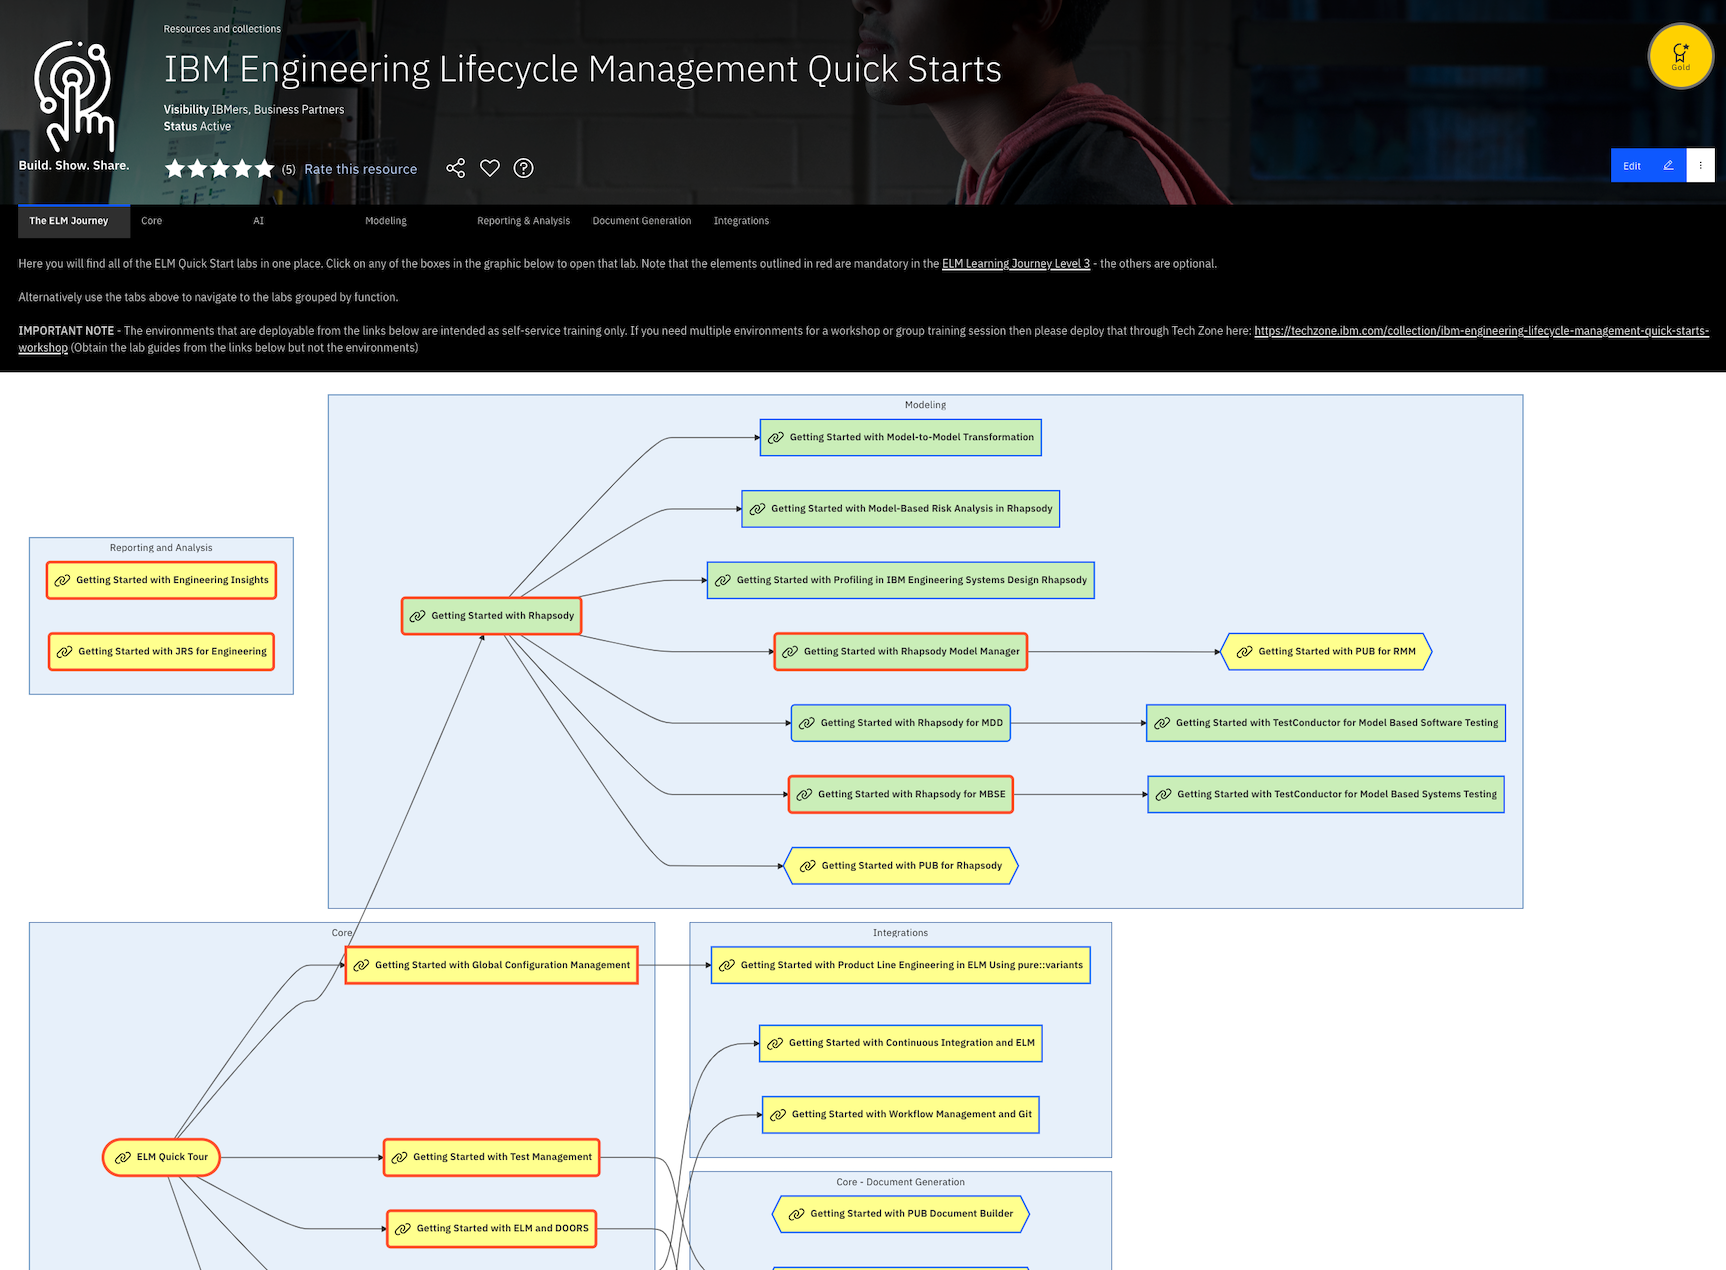 Resources and collections
IBM Engineering Lifecycle Management Quick Starts
Visibility IBMers, Business Partners
Status Active
Build. Show. Share.
(5) Rate this resource
Gold
Edit
The ELM Journey
Core
AI
Modeling
Reporting & Analysis
Document Generation
Integrations
Here you will find all of the ELM Quick Start labs in one place. Click on any of the boxes in the graphic below to open that lab. Note that the elements outlined in red are mandatory in the ELM Learning Journey Level 3 - the others are optional.
Alternatively use the tabs above to navigate to the labs grouped by function.
IMPORTANT NOTE - The environments that are deployable from the links below are intended as self-service training only. If you need multiple environments for a workshop or group training session then please deploy that through Tech Zone here: https://techzone.ibm.com/collection/ibm-engineering-lifecycle-management-quick-starts-
workshop (Obtain the lab guides from the links below but not the environments)
Modeling
Getting Started with Model-to-Model Transformation
Getting Started with Model-Based Risk Analysis in Rhapsody
Reporting and Analysis
Getting Started with Engineering Insights
Getting Started with Profiling in IBM Engineering Systems Design Rhapsody
Getting Started with Rhapsody
Getting Started with JRS for Engineering
Getting Started with Rhapsody Model Manager
Getting Started with PUB for RMM
Getting Started with Rhapsody for MDD
Getting Started with TestConductor for Model Based Software Testing
Getting Started with Rhapsody for MBSE
Getting Started with TestConductor for Model Based Systems Testing
Getting Started with PUB for Rhapsody
Core
Integrations
Getting Started with Global Configuration Management
Getting Started with Product Line Engineering in ELM Using pure::variants
Getting Started with Continuous Integration and ELM
Getting Started with Workflow Management and Git
ELM Quick Tour
Getting Started with Test Management
Core - Document Generation
Getting Started with PUB Document Builder
Getting Started with ELM and DOORS